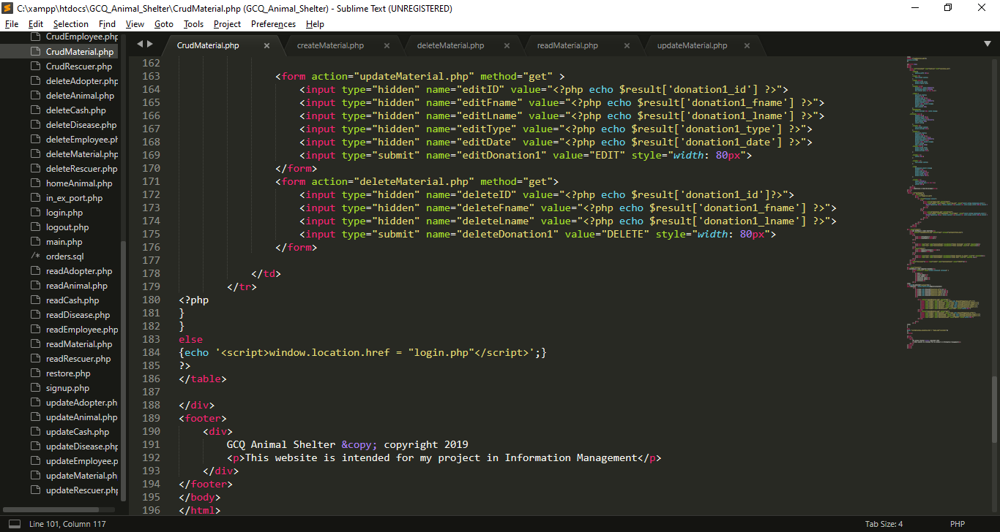 C:\xampp\htdocs\GCQ_Animal_Shelter\CrudMaterial.php (GCQ_Animal_Shelter) - Sublime Text (UNREGISTERED)
File Edit Selection Find View Goto Tools Project Preferences Help
CrudEmployee.php
CrudMaterial.php
CrudRescuer.php
deleteAdopter.php
deleteAnimal.php
deleteCash.php
deleteDisease.php
deleteEmployee.ph
deleteMaterial.php
deleteRescuer.php
homeAnimal.php
in_ex_port.php
login.php
logout.php
main.php
/* orders.sql
readAdopter.php
readAnimal.php
readCash.php
readDisease.php
readEmployee.php
readMaterial.php
readRescuer.php
restore.php
signup.php
updateAdopter.ph
updateAnimal.php
updateCash.php
updateDisease.php
updateEmployee.p
updateMaterial.ph
updateRescuer.php
CrudMaterial.php × createMaterial.php × deleteMaterial.php × readMaterial.php × updateMaterial.php ×
162
163 <form action="updateMaterial.php" method="get" >
164 <input type="hidden" name="editID" value="<?php echo $result['donation1_id'] ?>">
165 <input type="hidden" name="editFname" value="<?php echo $result['donation1_fname'] ?>">
166 <input type="hidden" name="editLname" value="<?php echo $result['donation1_lname'] ?>">
167 <input type="hidden" name="editType" value="<?php echo $result['donation1_type'] ?>">
168 <input type="hidden" name="editDate" value="<?php echo $result['donation1_date'] ?>">
169 <input type="submit" name="editDonation1" value="EDIT" style="width: 80px">
170 </form>
171 <form action="deleteMaterial.php" method="get">
172 <input type="hidden" name="deleteID" value="<?php echo $result['donation1_id']?>">
173 <input type="hidden" name="deleteFname" value="<?php echo $result['donation1_fname'] ?>">
174 <input type="hidden" name="deleteLname" value="<?php echo $result['donation1_lname'] ?>">
175 <input type="submit" name="deleteDonation1" value="DELETE" style="width: 80px">
176 </form>
177
178 </td>
179 </tr>
180 <?php
181 }
182 }
183 else
184 {echo '<script>window.location.href = "login.php"</script>';}
185 ?>
186 </table>
187
188 </div>
189 <footer>
190 <div>
191 GCQ Animal Shelter &copy; copyright 2019
192 <p>This website is intended for my project in Information Management</p>
193 </div>
194 </footer>
195 </body>
196 </html>
Line 101, Column 117 Tab Size: 4 PHP